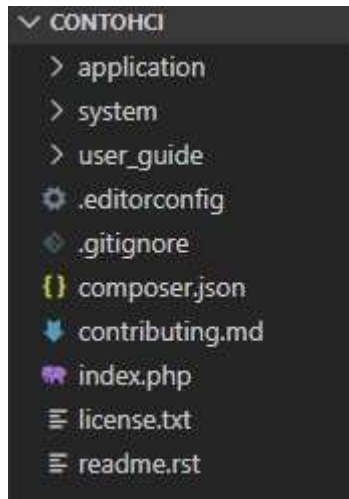 CONTOHCI
application
system
user_guide
.editorconfig
.gitignore
composer.json
contributing.md
index.php
license.txt
readme.rst